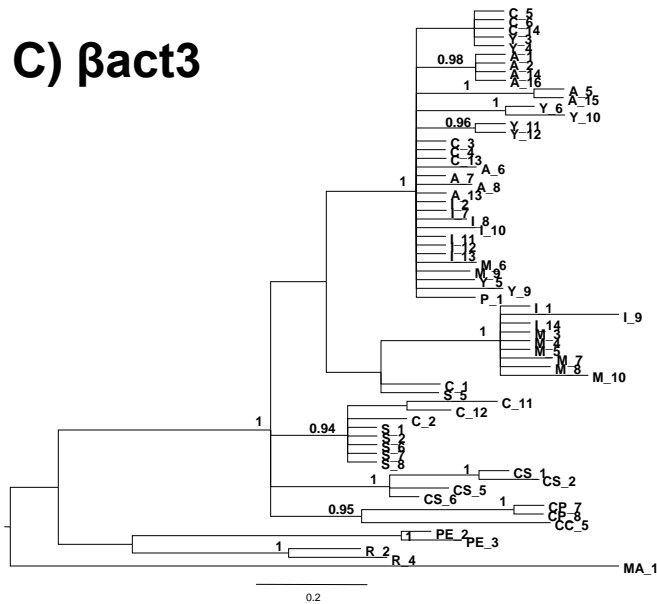 C) βact3
C_5
C_6
C_14
Y_3
Y_4
A_1
0.98
A_2
A_14
A_16
1
A_5
A_15
1
Y_6
Y_10
0.96
Y_11
Y_12
C_3
C_4
C_13
A_6
1
A_7
A_8
A_13
I_2
I_7
I_8
I_10
I_11
I_12
I_13
M_6
M_9
Y_5
Y_9
P_1
I_1
I_9
I_14
1
M_3
M_4
M_5
M_7
M_8
M_10
C_1
S_5
C_11
C_12
C_2
1
0.94
S_1
S_2
S_6
S_7
S_8
1
CS_1
CS_2
CS_5
CS_6
1
CP_7
0.95
CP_8
CC_5
PE_2
1
PE_3
1
R_2
R_4
MA_1
0.2